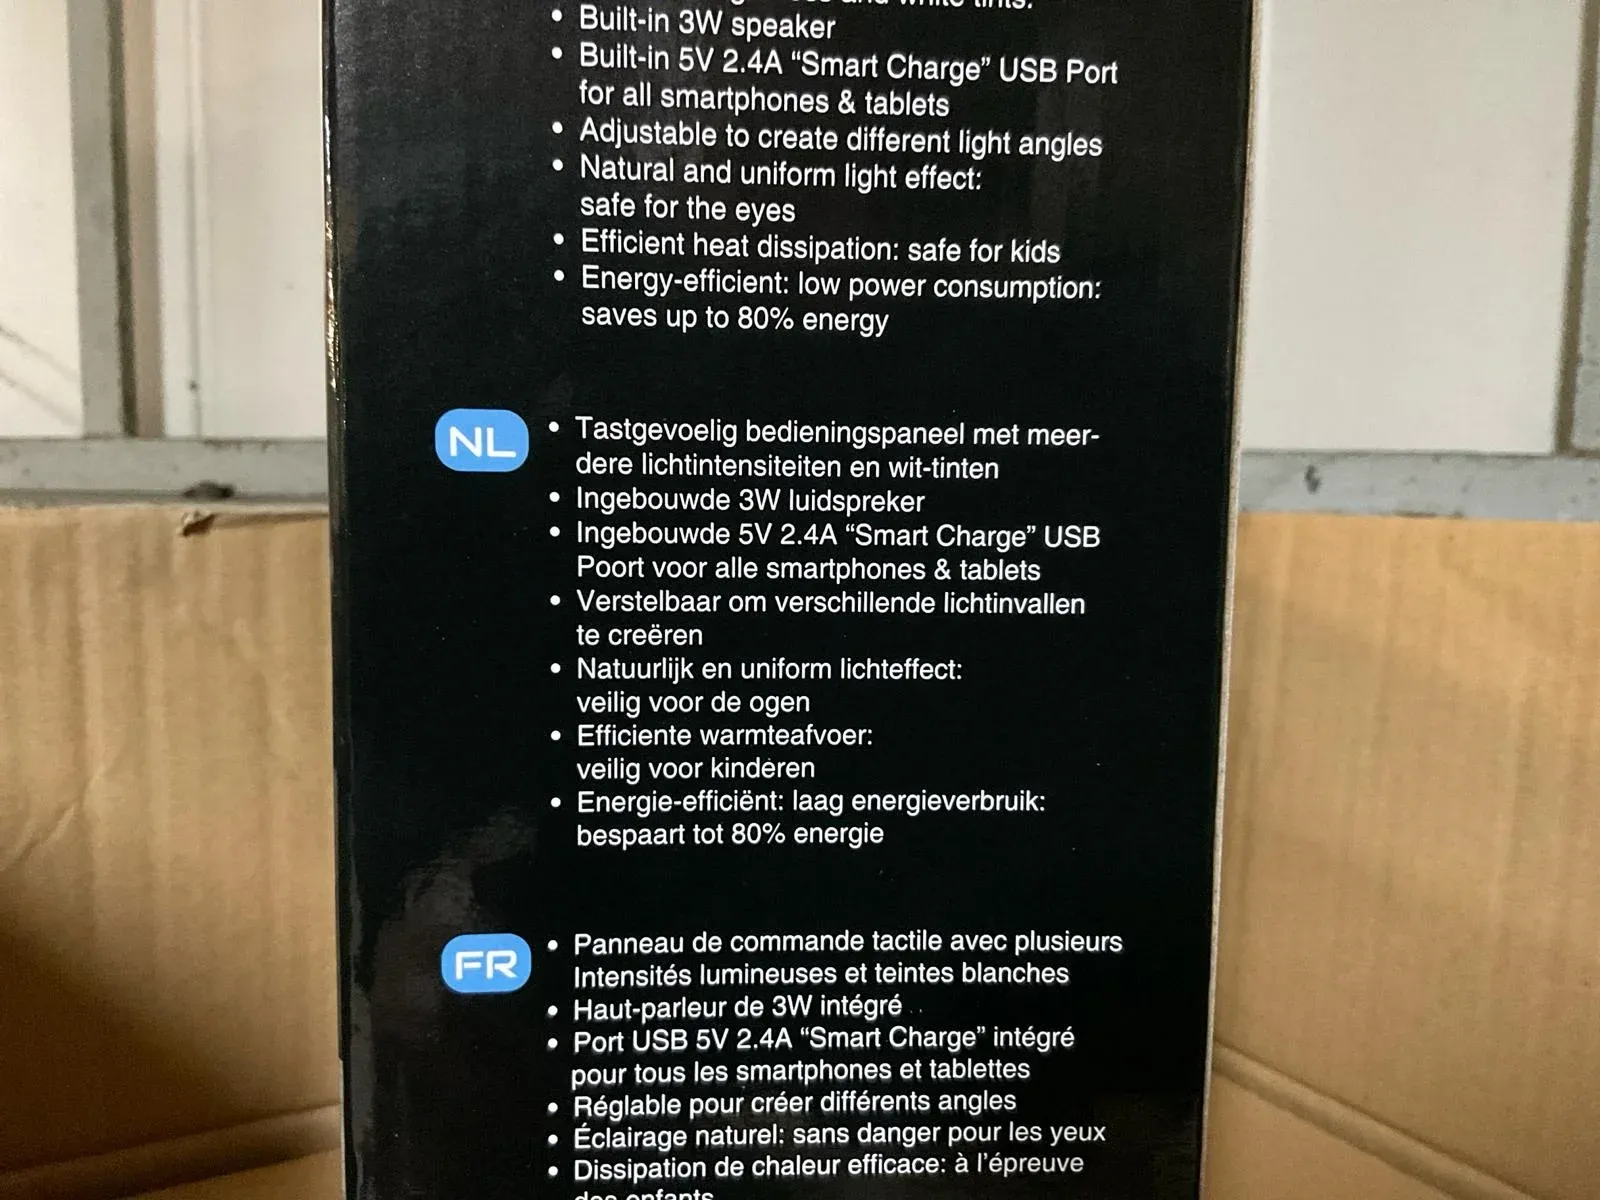 and white tints.
• Built-in 3W speaker
• Built-in 5V 2.4A “Smart Charge” USB Port
for all smartphones & tablets
• Adjustable to create different light angles
• Natural and uniform light effect:
safe for the eyes
• Efficient heat dissipation: safe for kids
• Energy-efficient: low power consumption:
saves up to 80% energy
NL
• Tastgevoelig bedieningspaneel met meer-
dere lichtintensiteiten en wit-tinten
• Ingebouwde 3W luidspreker
• Ingebouwde 5V 2.4A “Smart Charge” USB
Poort voor alle smartphones & tablets
• Verstelbaar om verschillende lichtinvallen
te creëren
• Natuurlijk en uniform lichteffect:
veilig voor de ogen
• Efficiente warmteafvoer:
veilig voor kinderen
• Energie-efficiënt: laag energieverbruik:
bespaart tot 80% energie
FR
• Panneau de commande tactile avec plusieurs
Intensités lumineuses et teintes blanches
• Haut-parleur de 3W intégré
• Port USB 5V 2.4A “Smart Charge” intégré
pour tous les smartphones et tablettes
• Réglable pour créer différents angles
• Éclairage naturel: sans danger pour les yeux
• Dissipation de chaleur efficace: à l’épreuve
des enfants